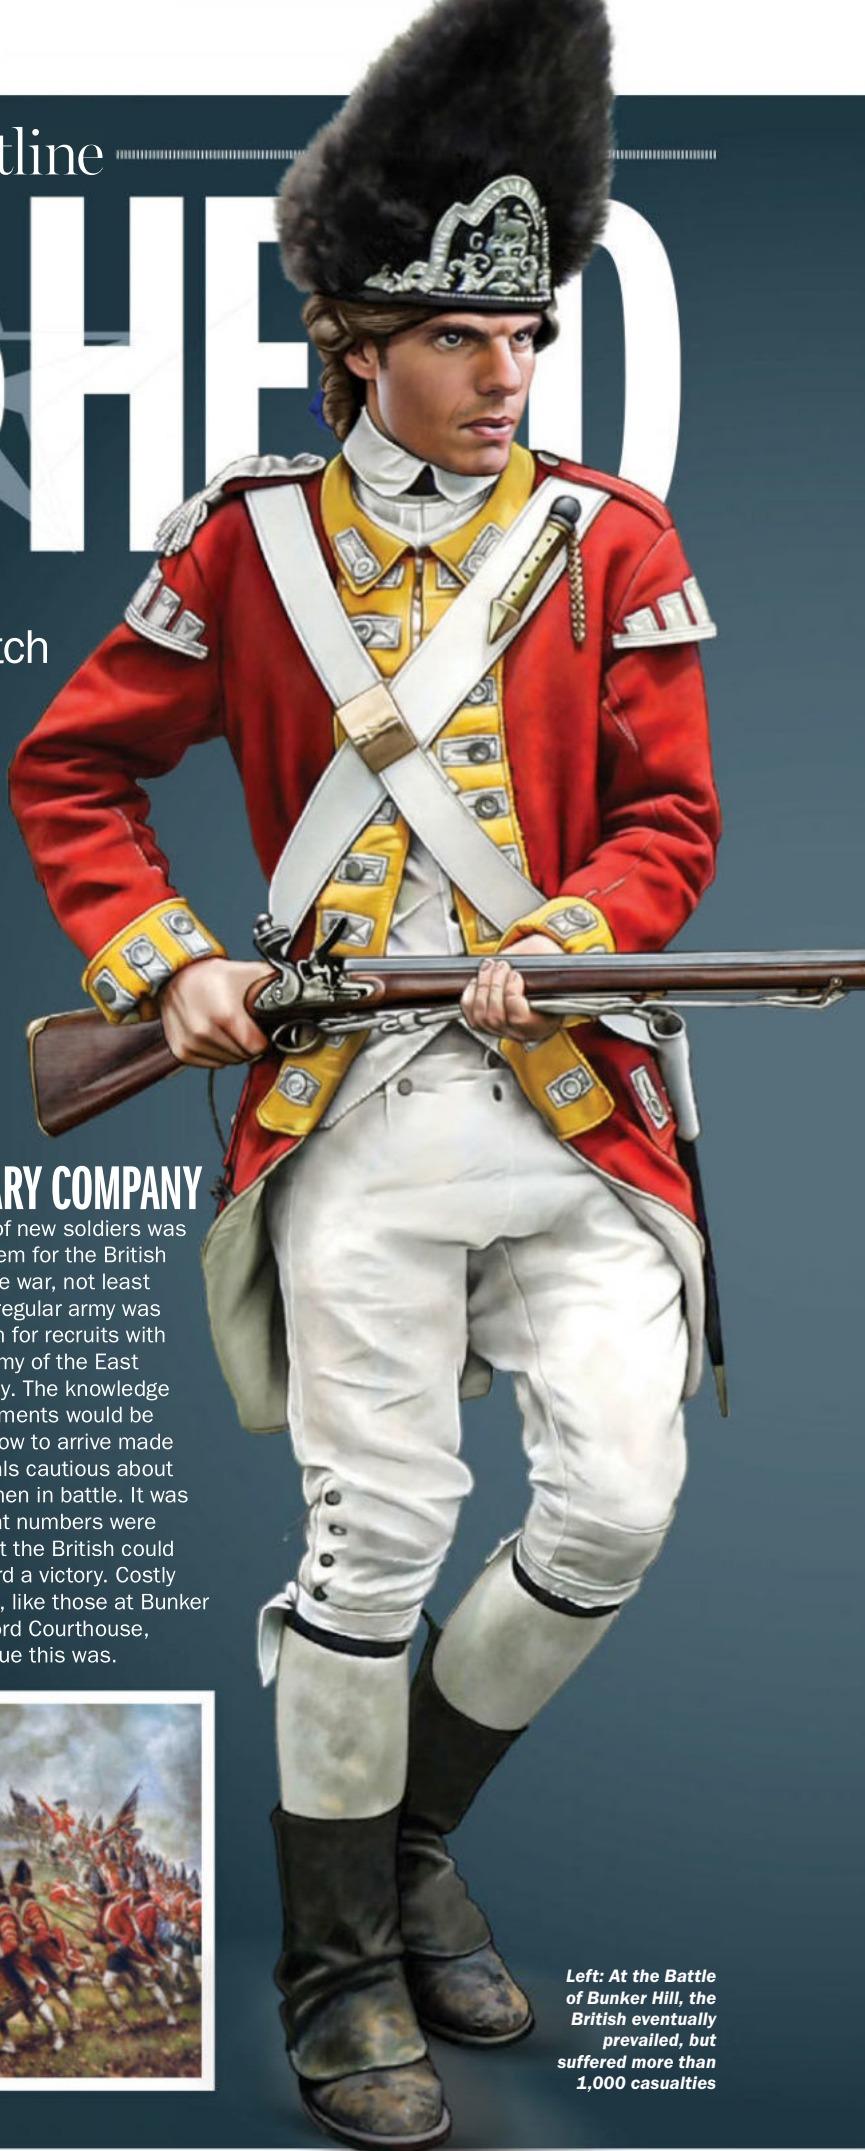 tline
HE D
tch
ARY COMPANY
of new soldiers was
em for the British
e war, not least
regular army was
n for recruits with
my of the East
y. The knowledge
ments would be
ow to arrive made
ls cautious about
men in battle. It was
at numbers were
t the British could
rd a victory. Costly
, like those at Bunker
ord Courthouse,
ue this was.
Left: At the Battle
of Bunker Hill, the
British eventually
prevailed, but
suffered more than
1,000 casualties